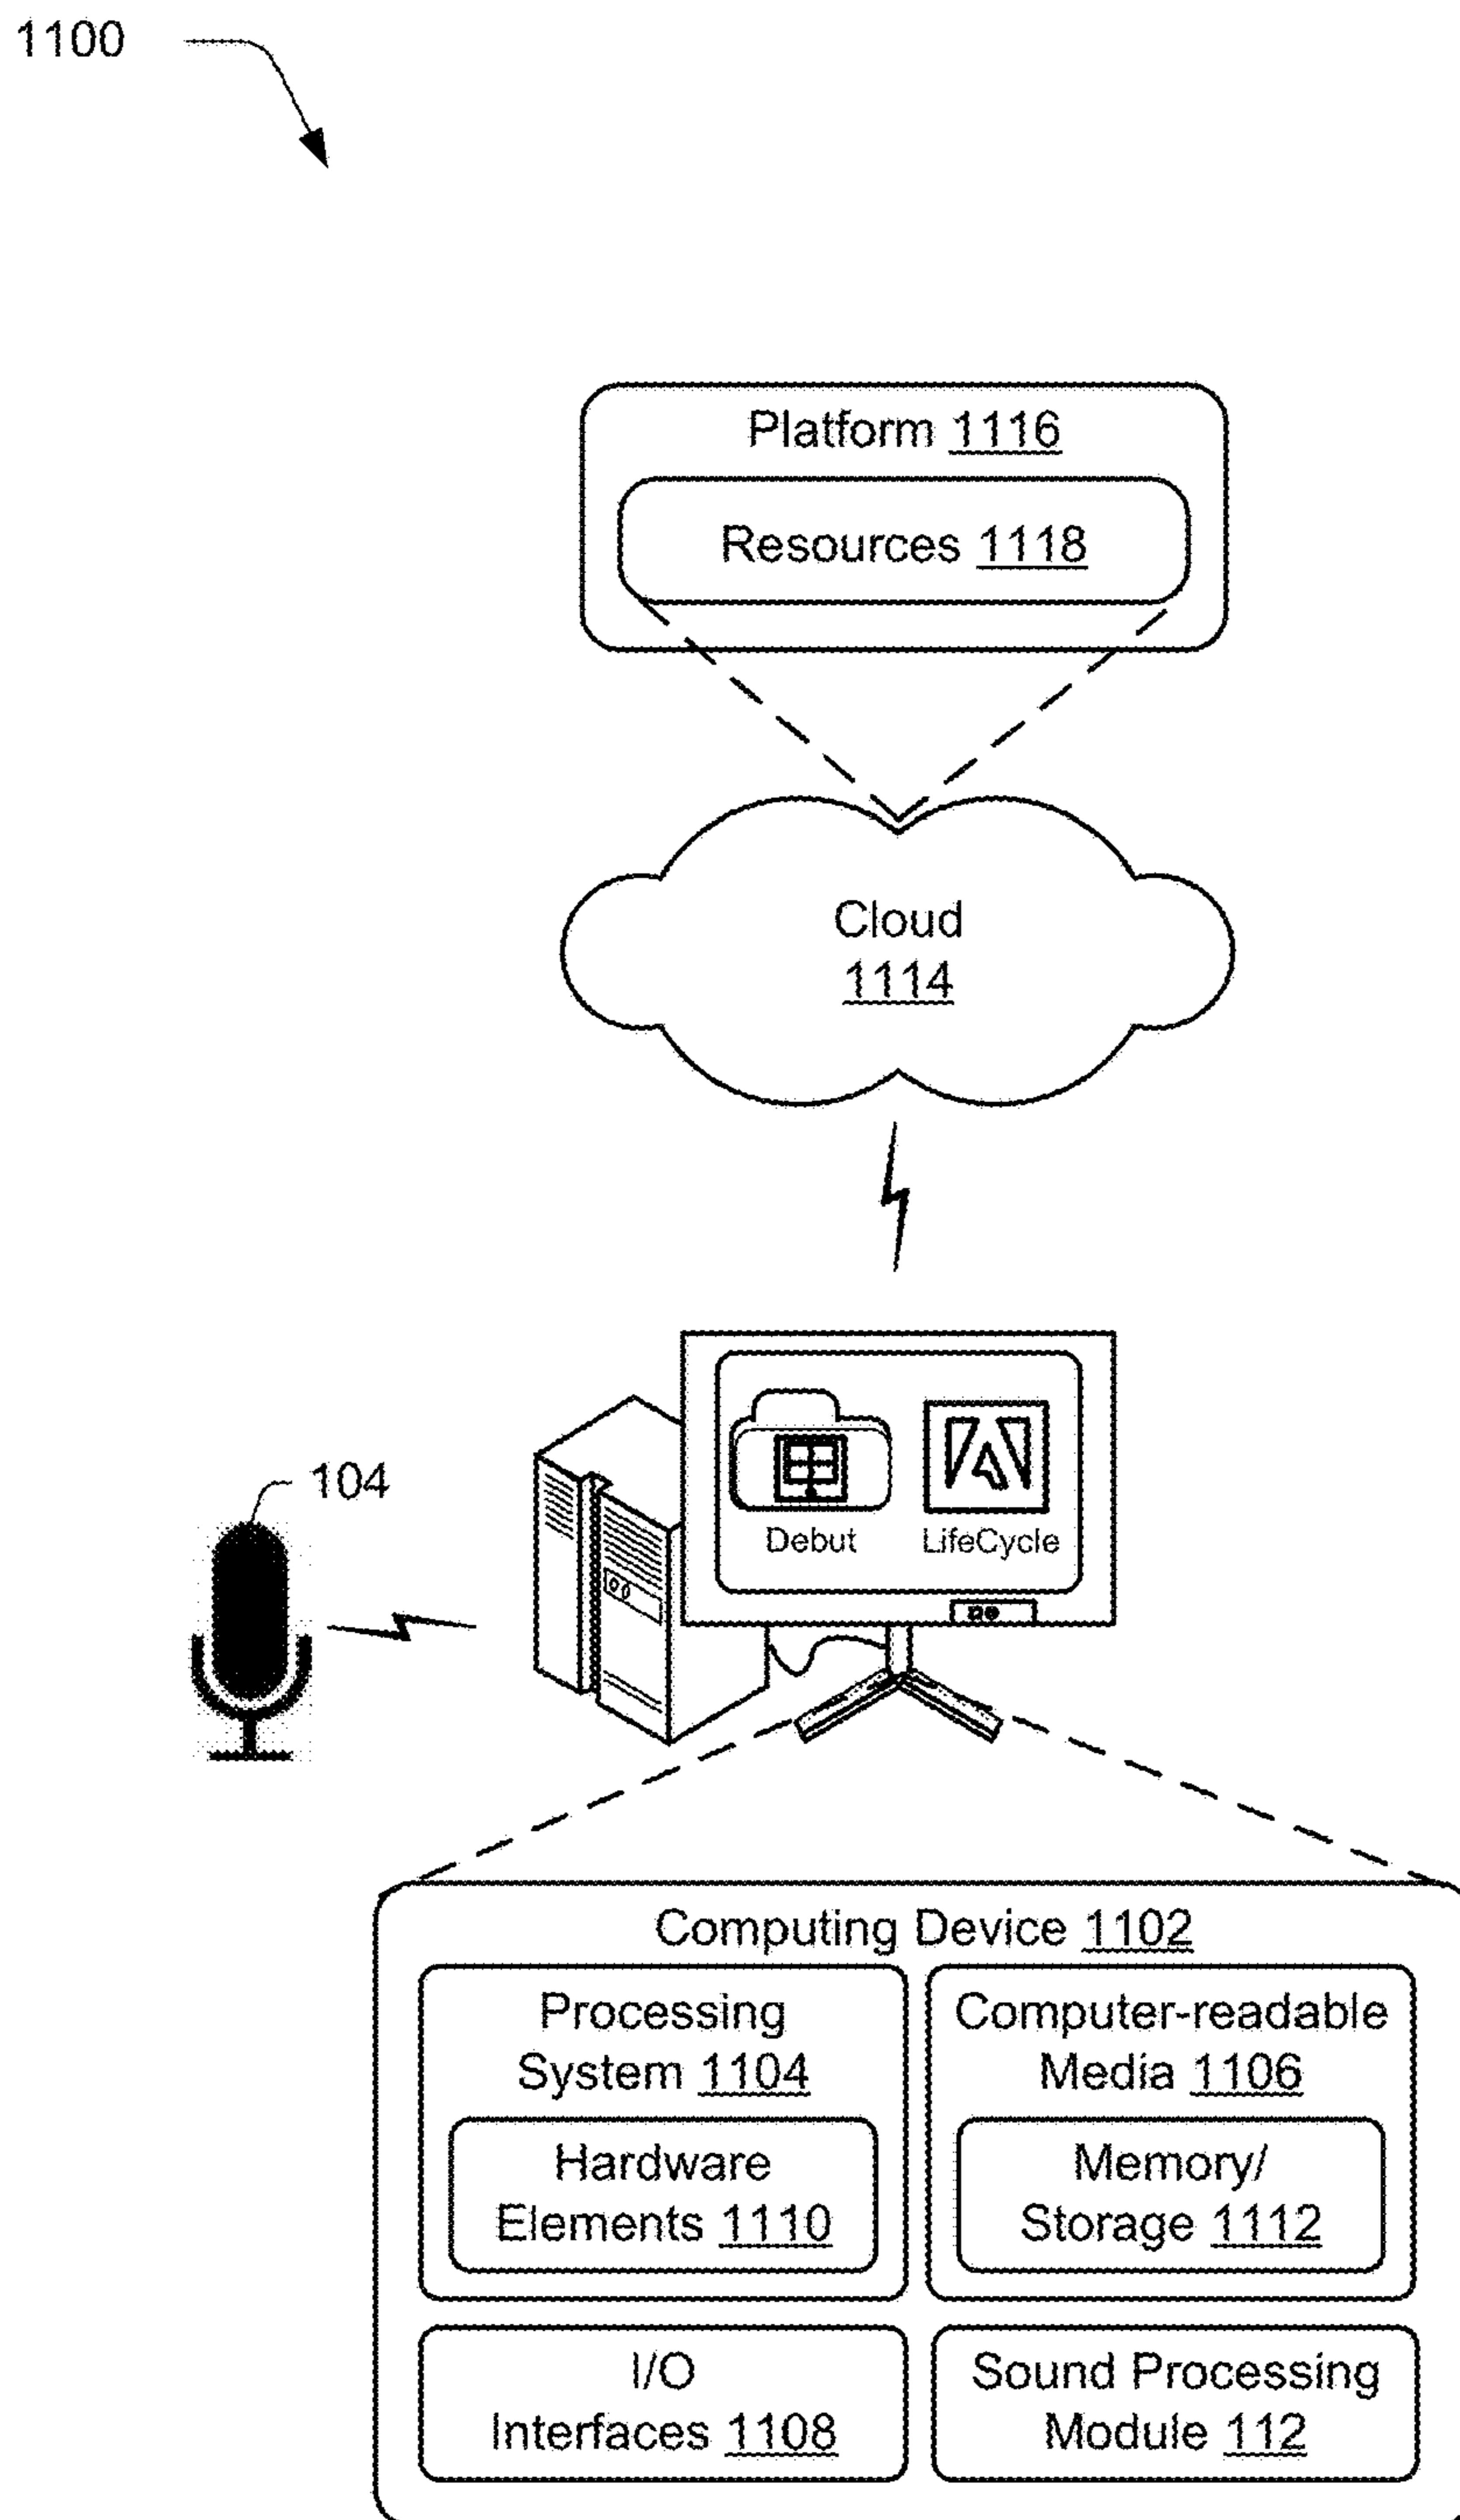 1100
Platform 1116
Resources 1118
Cloud
1114
104
Debut
LifeCycle
Computing Device 1102
Processing
System 1104
Hardware
Elements 1110
Computer-readable
Media 1106
Memory/
Storage 1112
I/O
Interfaces 1108
Sound Processing
Module 112